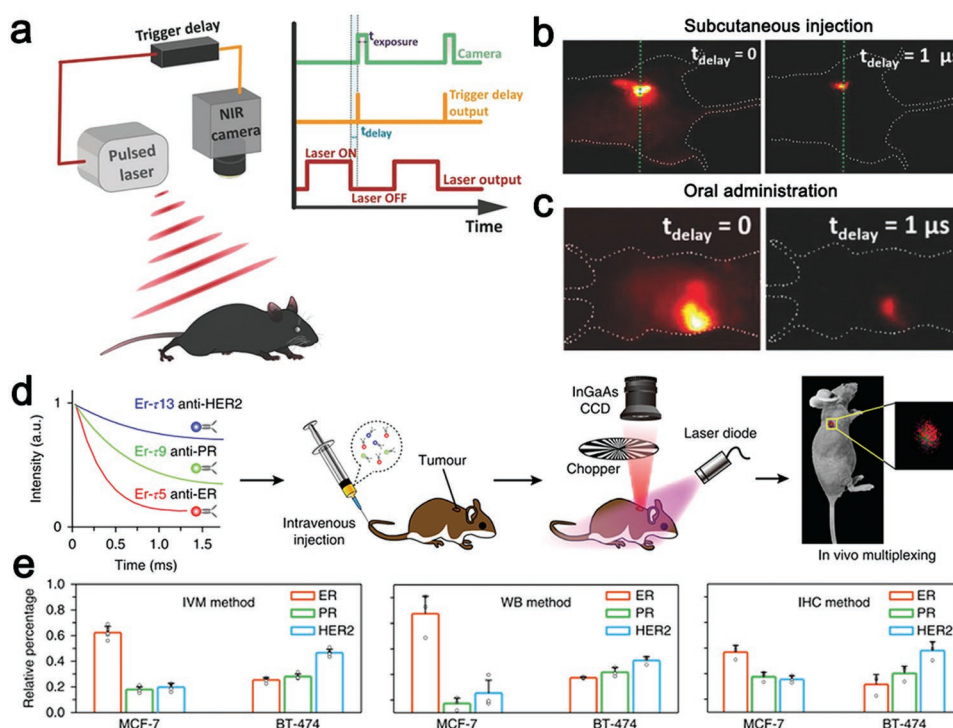 a
Trigger delay
NIR
camera
Pulsed
laser
t_exposure
Camera
Trigger delay
output
t_delay
Laser ON
Laser output
Laser OFF
Time
b
Subcutaneous injection
t_delay = 0
t_delay = 1 µs
Oral administration
c
t_delay = 0
t_delay = 1 µs
d
Intensity (a.u.)
1
0
Er-τ13 anti-HER2
Er-τ9 anti-PR
Er-τ5 anti-ER
0 0.5 1.0 1.5
Time (ms)
Intravenous
injection
Tumour
InGaAs
CCD
Chopper
Laser diode
In vivo multiplexing
e
Relative percentage
1.0
0.8
0.6
0.4
0.2
0.0
IVM method
ER
PR
HER2
MCF-7 BT-474
WB method
ER
PR
HER2
MCF-7 BT-474
IHC method
ER
PR
HER2
MCF-7 BT-474